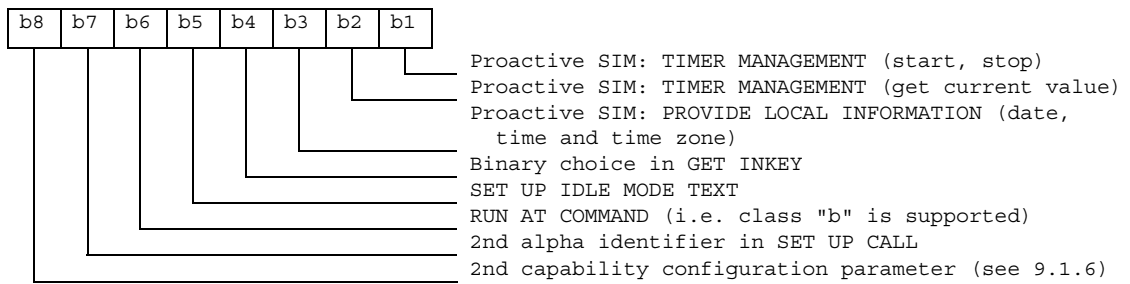 b8 b7 b6 b5 b4 b3 b2 b1
Proactive SIM: TIMER MANAGEMENT (start, stop)
Proactive SIM: TIMER MANAGEMENT (get current value)
Proactive SIM: PROVIDE LOCAL INFORMATION (date,
time and time zone)
Binary choice in GET INKEY
SET UP IDLE MODE TEXT
RUN AT COMMAND (i.e. class "b" is supported)
2nd alpha identifier in SET UP CALL
2nd capability configuration parameter (see 9.1.6)